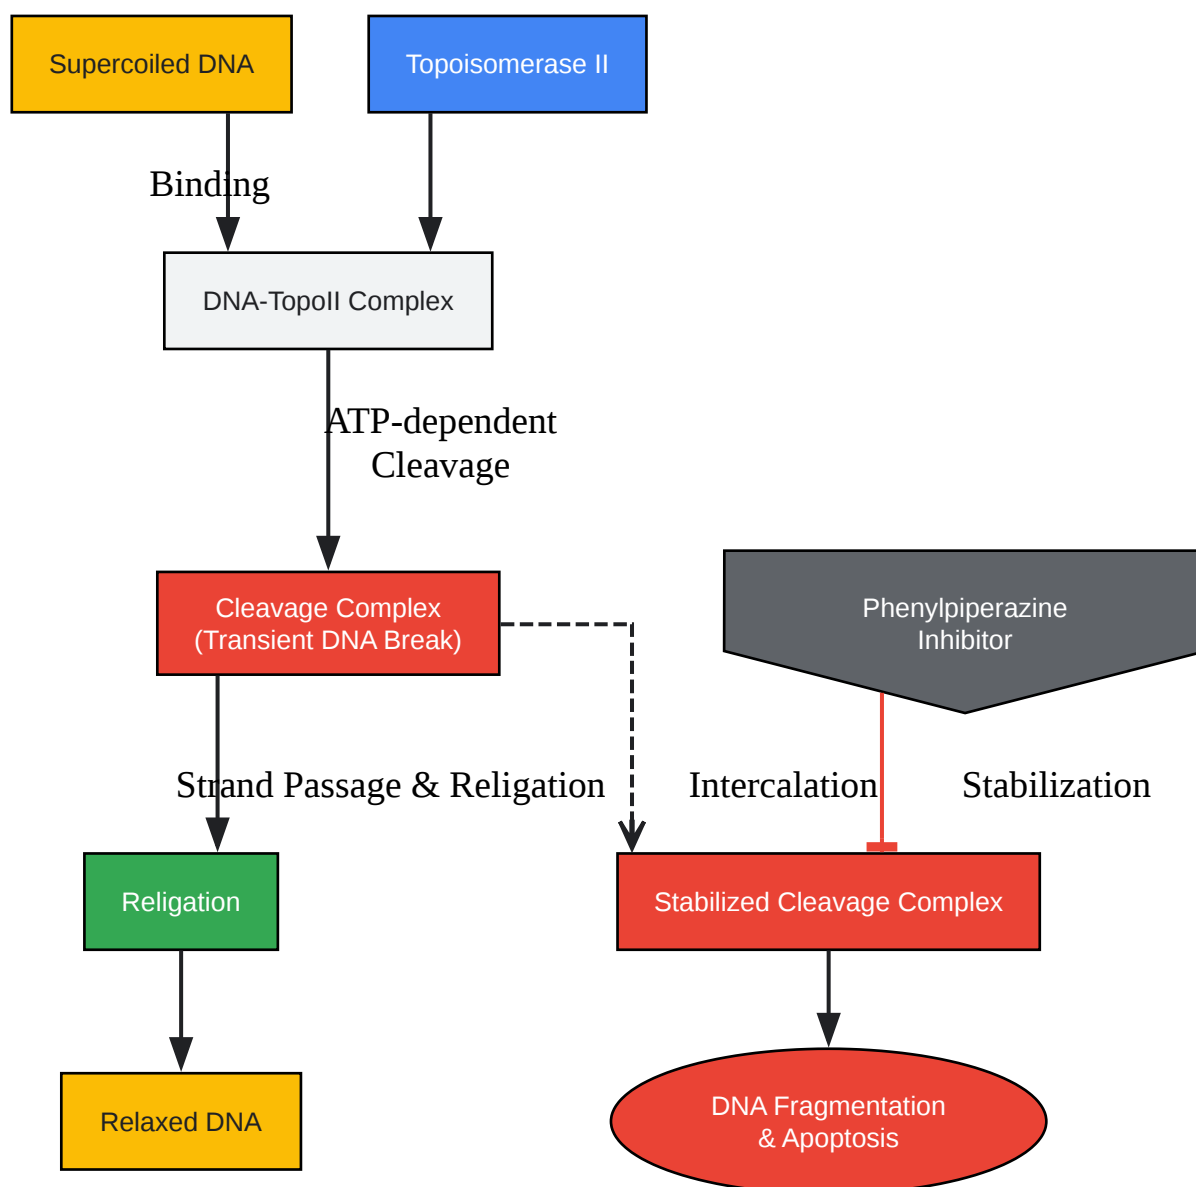 Supercoiled DNA
Topoisomerase II
Binding
DNA-TopoII Complex
ATP-dependent
Cleavage
Cleavage Complex
(Transient DNA Break)
Phenylpiperazine
Inhibitor
Strand Passage & Religation
Intercalation
Stabilization
Religation
Stabilized Cleavage Complex
Relaxed DNA
DNA Fragmentation
& Apoptosis